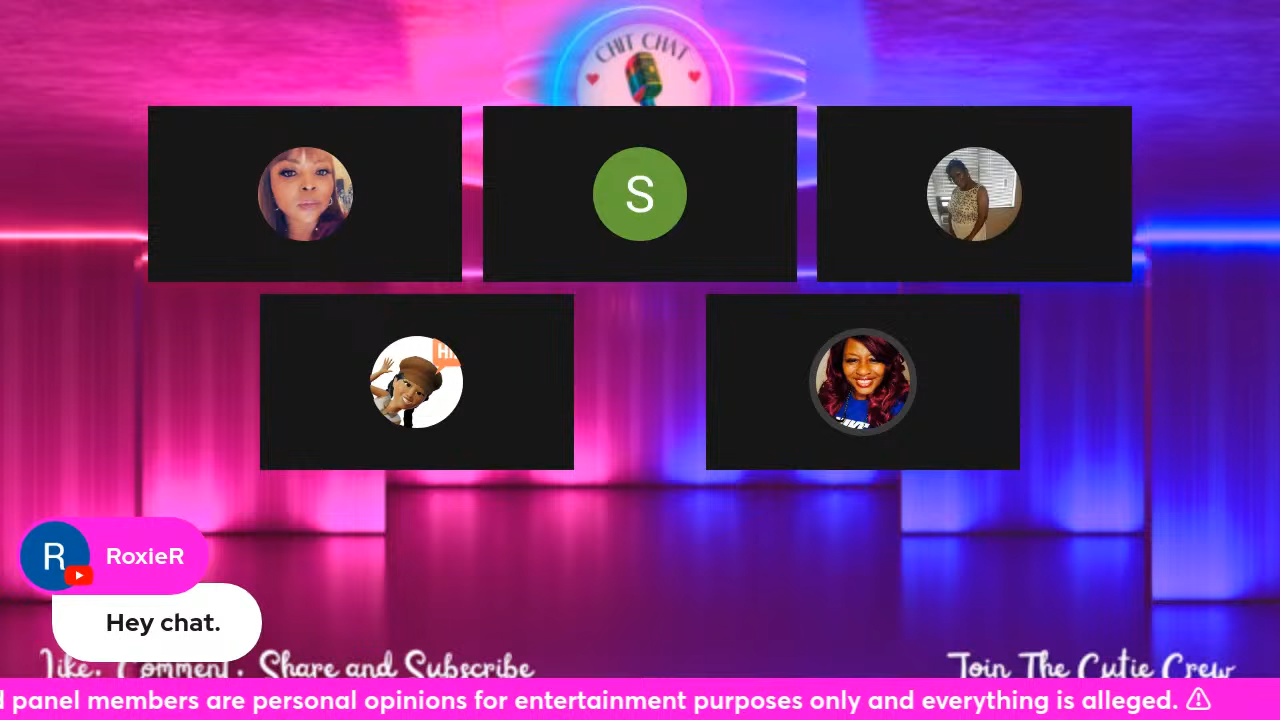 CHIT CHAT
S
HI
R RoxieR
Hey chat.
Like. Comment. Share and Subscribe
Join The Cutie Crew
panel members are personal opinions for entertainment purposes only and everything is alleged. ⚠